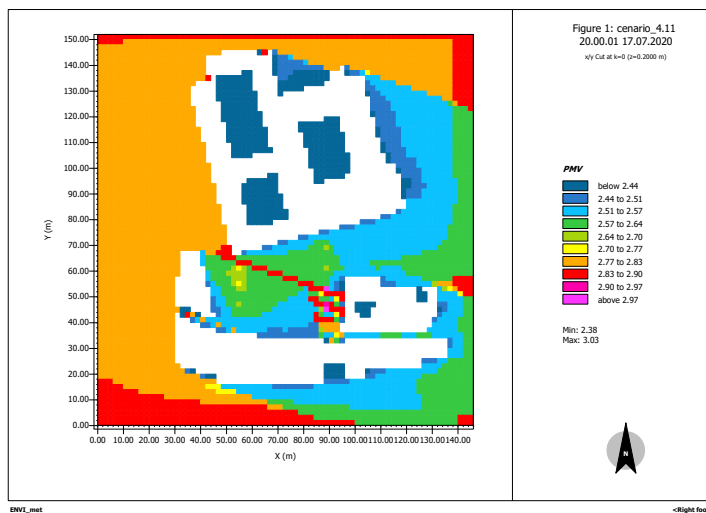 Figure 1: cenario_4.11
20.00.01 17.07.2020
x/y Cut at k=0 (z=0.2000 m)
150.00
140.00
130.00
120.00
110.00
100.00
90.00
80.00
70.00
60.00
50.00
40.00
30.00
20.00
10.00
0.00
Y (m)
0.00 10.00 20.00 30.00 40.00 50.00 60.00 70.00 80.00 90.00 100.00 110.00 120.00 130.00 140.00
X (m)
PMV
below 2.44
2.44 to 2.51
2.51 to 2.57
2.57 to 2.64
2.64 to 2.70
2.70 to 2.77
2.77 to 2.83
2.83 to 2.90
2.90 to 2.97
above 2.97
Min: 2.38
Max: 3.03
N
ENVI_met
<Right foo